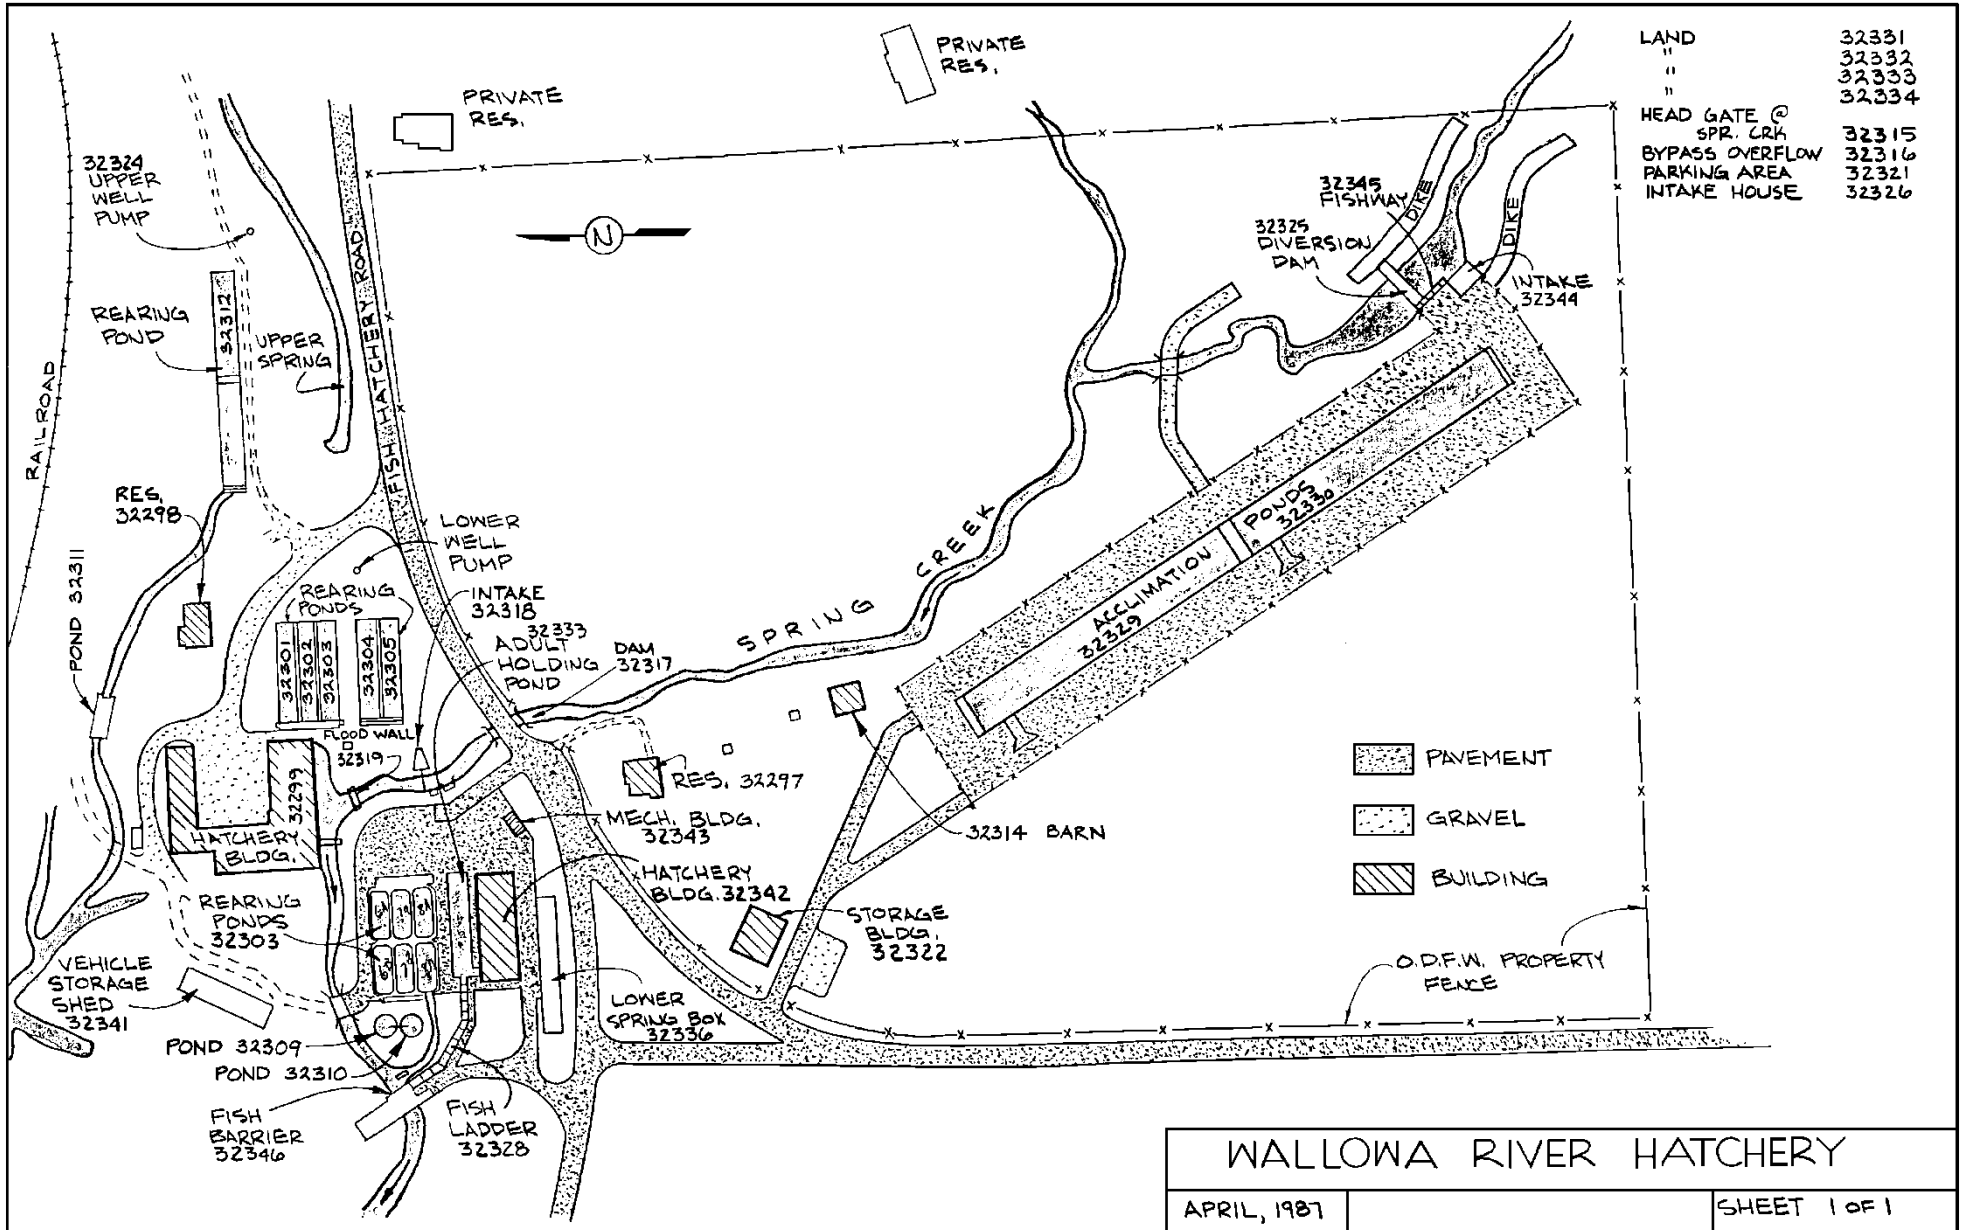 PRIVATE
RES.
PRIVATE
RES.
LAND 32331
" 32332
" 32333
" 32334
HEAD GATE @
SPR. CRK 32315
BYPASS OVERFLOW 32316
PARKING AREA 32321
INTAKE HOUSE 32326
32324
UPPER
WELL
PUMP
N
FISH HATCHERY ROAD
32345
FISHWAY
DIKE
DIKE
32325
DIVERSION
DAM
INTAKE
32344
REARING
POND
32312
UPPER
SPRING
RAILROAD
RES.
32298
LOWER
WELL
PUMP
SPRING CREEK
PONDS
32330
ACCLIMATION
32329
POND 32311
REARING
PONDS
32301
32302
32303
32304
32305
INTAKE
32318
32333
ADULT
HOLDING
POND
DAM
32317
FLOOD WALL
32319
32299
HATCHERY
BLDG.
RES. 32297
MECH. BLDG.
32343
32314 BARN
PAVEMENT
GRAVEL
BUILDING
HATCHERY
BLDG. 32342
REARING
PONDS
32303
6A
7A
8A
STORAGE
BLDG.
32322
VEHICLE
STORAGE
SHED
32341
O.D.F.W. PROPERTY
FENCE
LOWER
SPRING BOX
32336
POND 32309
POND 32310
FISH
BARRIER
32346
FISH
LADDER
32328
WALLOWA RIVER HATCHERY
APRIL, 1987
SHEET 1 OF 1